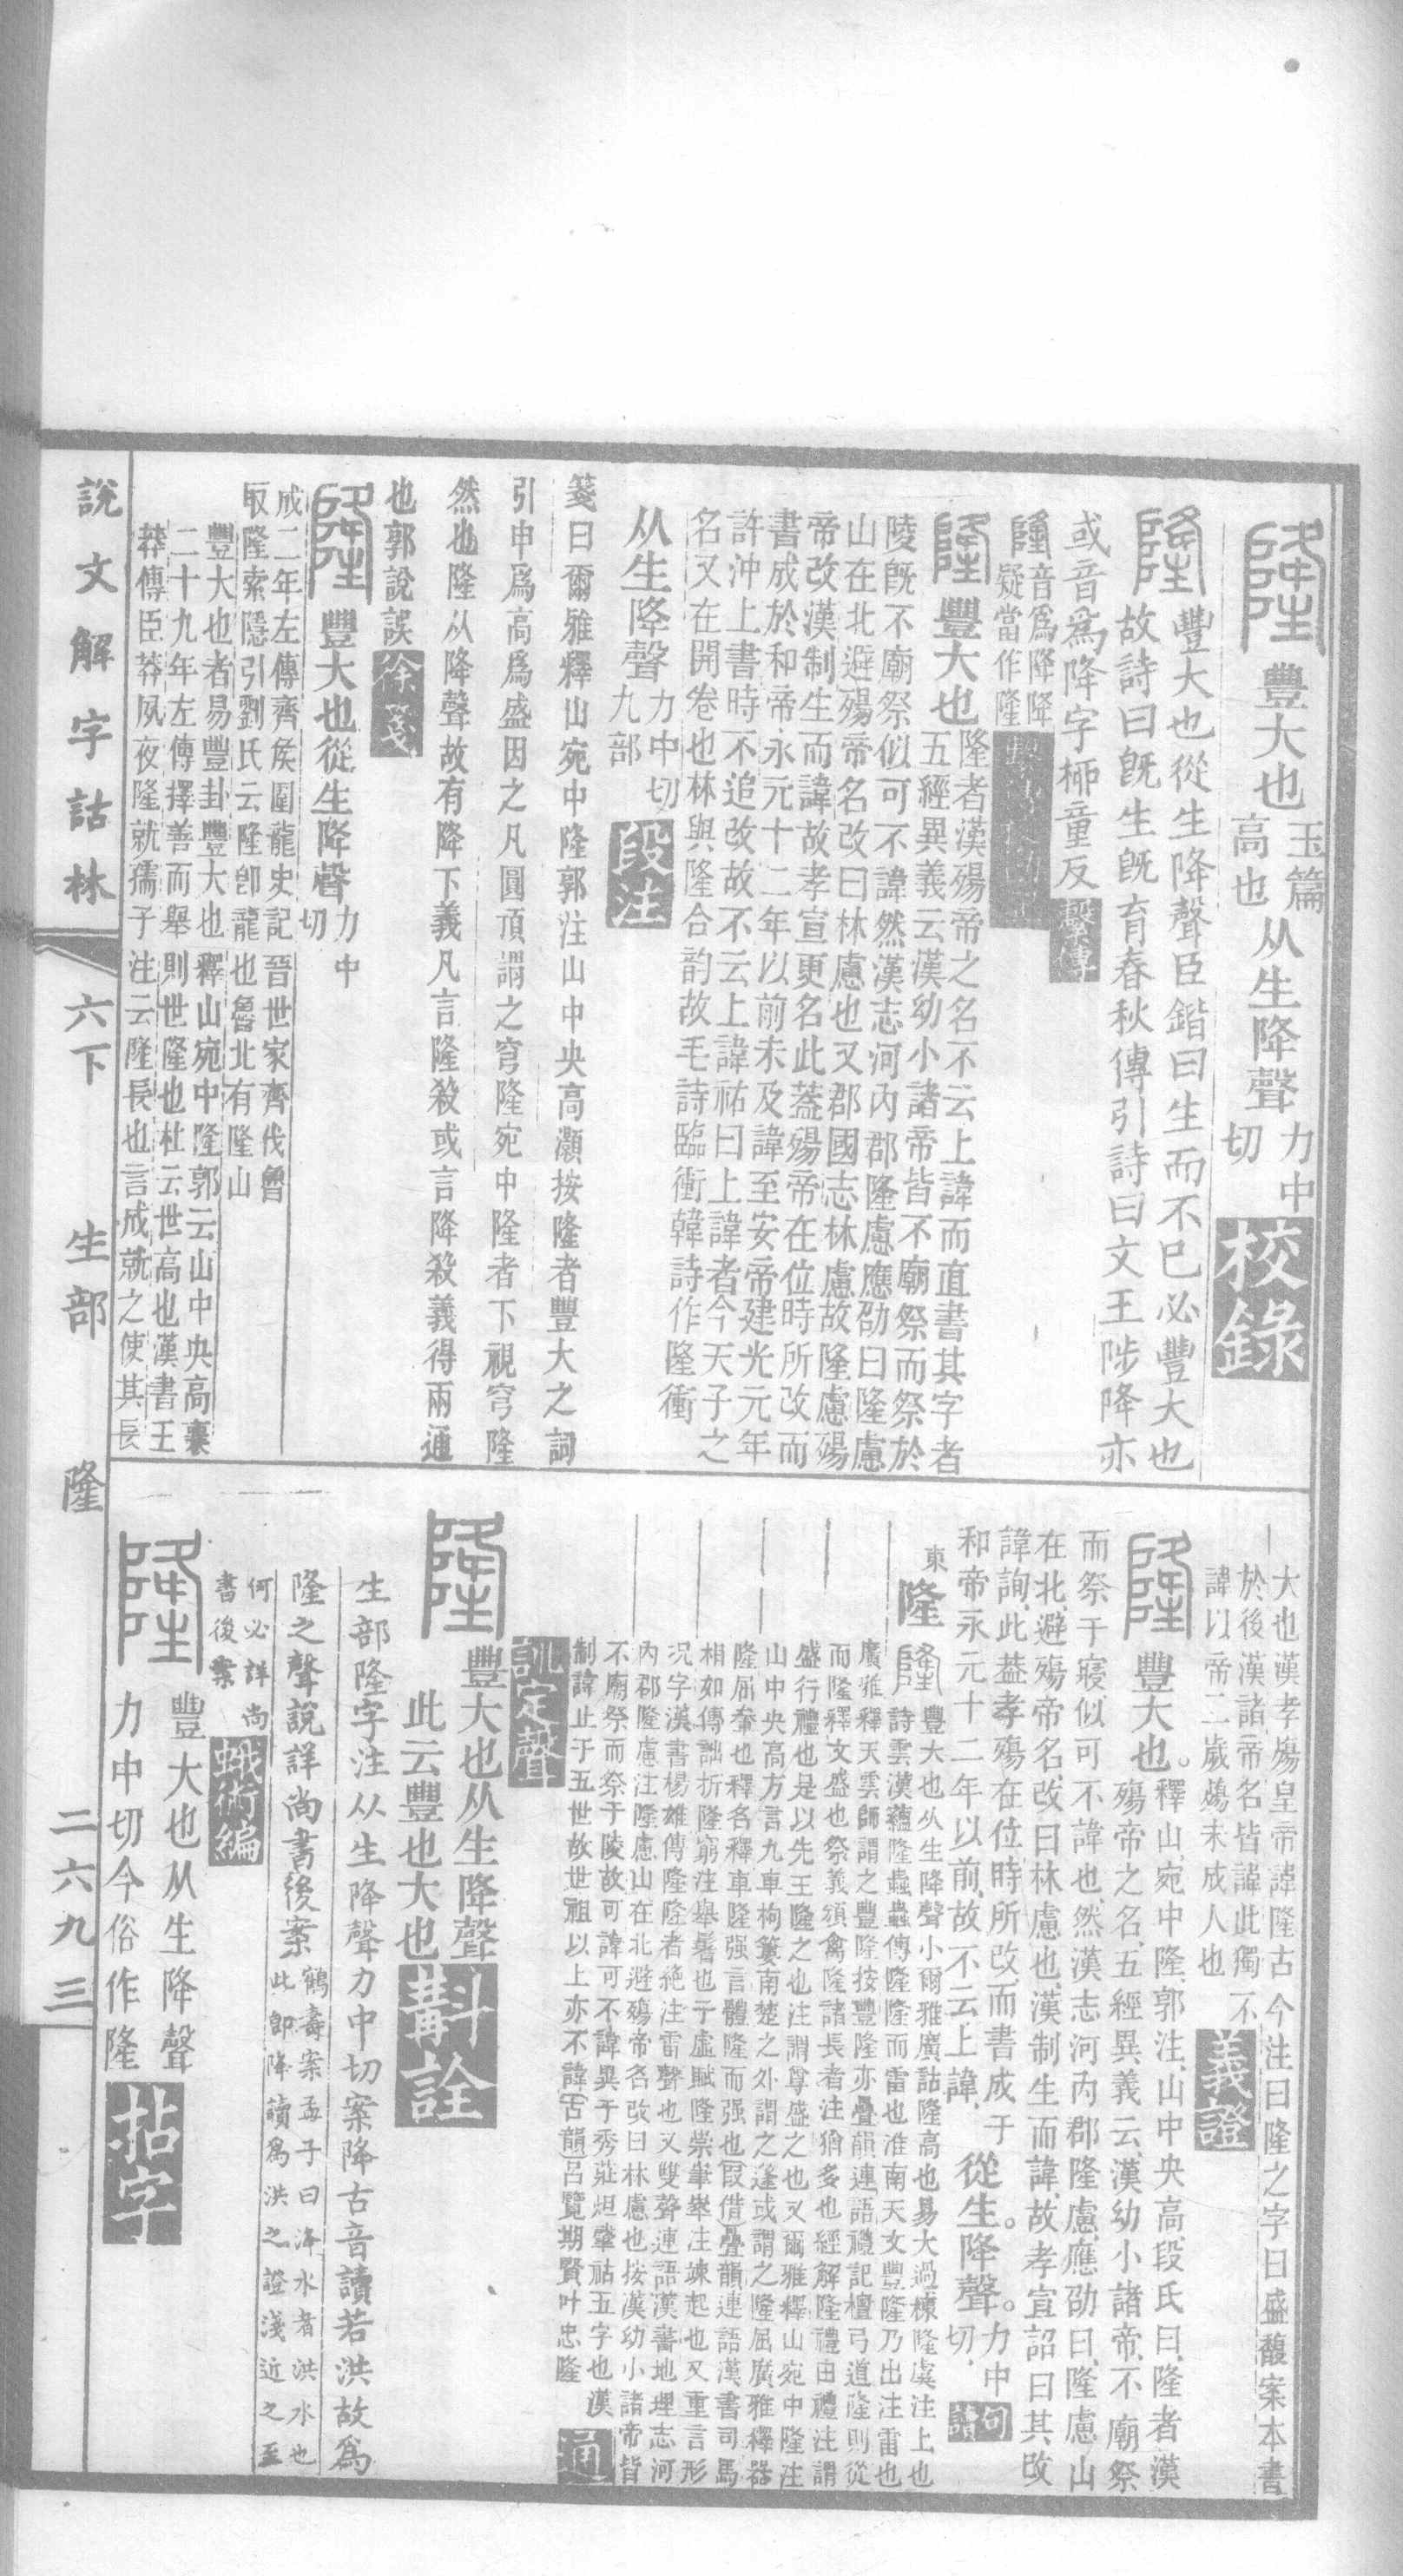 隆豐大也玉篇高也从生降聲力中切校錄
隆豐大也從生降聲臣鍇曰生而不已必豐大也
故詩曰旣生旣育春秋傳引詩曰文王陟降亦
或音爲降字桺童反繫傳
隆音爲降降疑當作隆
隆豐大也隆者漢殤帝之名不云上諱而直書其字者
五經異義云漢幼小諸帝皆不廟祭而祭於
陵旣不廟祭似可不諱然漢志河內郡隆慮應劭曰隆慮
山在北避殤帝名改曰林慮也又郡國志林慮故隆慮殤
帝改漢制生而諱故孝宣更名此葢殤帝在位時所改而
書成於和帝永元十二年以前未及諱至安帝建光元年
許沖上書時不追改故不云上諱祐曰上諱者今天子之
名又在開卷也林與隆合韵故毛詩臨衝韓詩作隆衝
从生降聲力中切九部段注
箋曰爾雅釋山宛中隆郭注山中央高灝按隆者豐大之詞
引申爲高爲盛因之凡圓頂謂之穹隆宛中隆者下視穹隆
然也隆从降聲故有降下義凡言隆殺或言降殺義得兩通
也郭說誤徐箋
隆豐大也從生降聲力中切
成二年左傳齊侯圍龍史記晉世家齊伐魯
取隆索隱引劉氏云隆卽龍也魯北有隆山
豐大也者易豐卦豐大也釋山宛中隆郭云山中央高襄
二十九年左傳擇善而舉則世隆也杜云世高也漢書王
莽傳臣莽夙夜隆就孺子注云隆長也言成就之使其長
大也漢孝殤皇帝諱隆古今注曰隆之字曰盛馥案本書
於後漢諸帝名皆諱此獨不
諱以帝二歲殤未成人也義證
隆豐大也。釋山宛中隆郭注山中央高段氏曰隆者漢
殤帝之名五經異義云漢幼小諸帝不廟祭
而祭于寢似可不諱也然漢志河內郡隆慮應劭曰隆慮山
在北避殤帝名改曰林慮也漢制生而諱故孝宣詔曰其改
諱詢此葢孝殤在位時所改而書成于
和帝永元十二年以前故不云上諱從生降聲。力中切句讀
東隆豐大也从生降聲小爾雅廣詁隆高也易大過棟隆虞注上也
詩雲漢蘊隆蟲蟲傳隆隆而雷也淮南天文豐隆乃出注雷也
廣雅釋天雲師謂之豐隆按豐隆亦疊韻連語禮記檀弓道隆則從
而隆釋文盛也祭義頒禽隆諸長者注猶多也經解隆禮由禮注謂
盛行禮也是以先王隆之也注謂尊盛之也又爾雅釋山宛中隆注
山中央高方言九車枸簍南楚之外謂之篷或謂之隆屈廣雅釋器
隆屈軬也釋名釋車隆强言體隆而强也叚借疊韻連語漢書司馬
相如傳詘折隆窮注舉鬐也子虛賦隆崇嵂崒注竦起也又重言形
况字漢書楊雄傳隆隆者絕注雷聲也又雙聲連語漢書地理志河
內郡隆慮注隆慮山在北避殤帝名改曰林慮也按漢幼小諸帝皆
不廟祭而祭于陵故可諱可不諱異于秀莊炟肇祜五字也漢
制諱止于五世故世祖以上亦不諱古韻呂覽期賢叶忠隆通
訓定聲
隆豐大也从生降聲
此云豐也大也斠詮
生部隆字注从生降聲力中切案降古音讀若洪故爲
隆之聲說詳尚書後案鶴壽案孟子曰洚水者洪水也
此卽降讀爲洪之證淺近之至
何必詳尚書後案蛾術編
隆豐大也从生降聲
力中切今俗作隆拈字
說文解字詁林 六下 生部 隆 二六九三